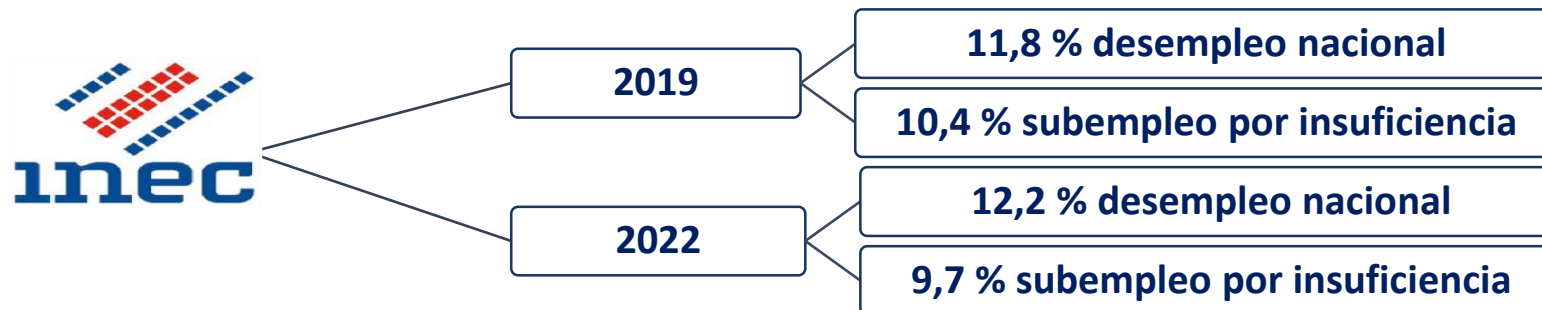 inec
2019
11,8 % desempleo nacional
10,4 % subempleo por insuficiencia
2022
12,2 % desempleo nacional
9,7 % subempleo por insuficiencia